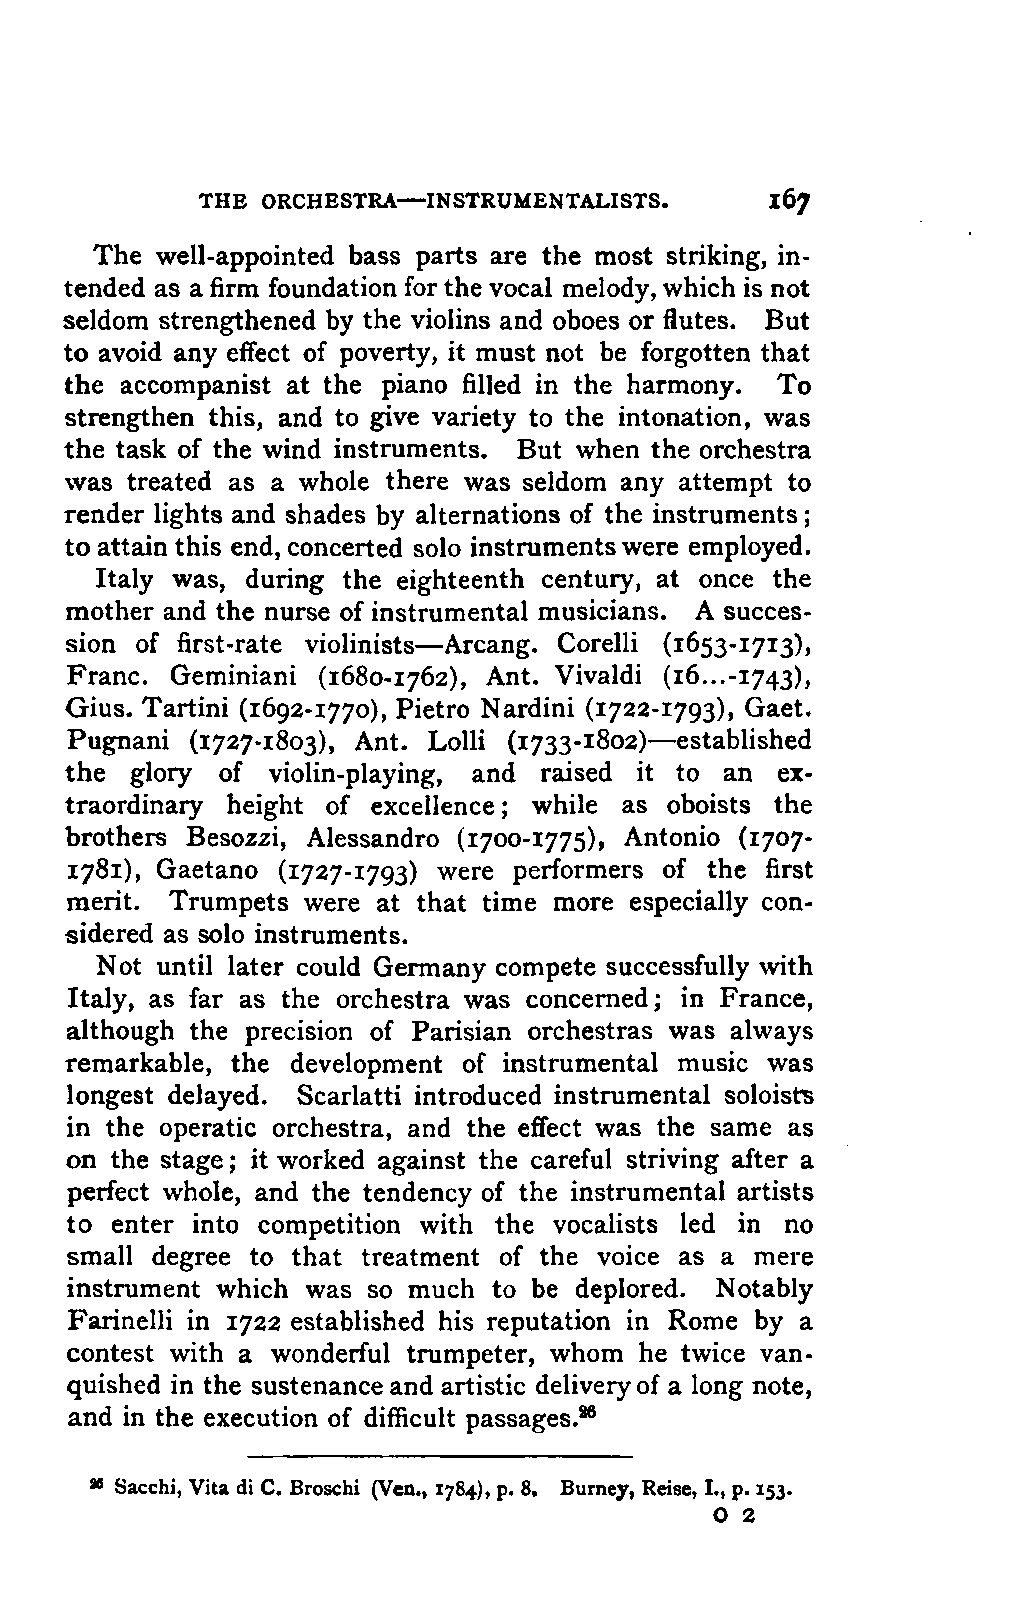 THE ORCHESTRA—INSTRUMENTALISTS. 167
The well-appointed bass parts are the most striking, in-
tended as a firm foundation for the vocal melody, which is not
seldom strengthened by the violins and oboes or flutes. But
to avoid any effect of poverty, it must not be forgotten that
the accompanist at the piano filled in the harmony. To
strengthen this, and to give variety to the intonation, was
the task of the wind instruments. But when the orchestra
was treated as a whole there was seldom any attempt to
render lights and shades by alternations of the instruments;
to attain this end, concerted solo instruments were employed.
Italy was, during the eighteenth century, at once the
mother and the nurse of instrumental musicians. A succes-
sion of first-rate violinists—Arcang. Corelli (1653-1713),
Franc. Geminiani (1680-1762), Ant. Vivaldi (16...-1743),
Gius. Tartini (1692-1770), Pietro Nardini (1722-1793), Gaet.
Pugnani (1727-1803), Ant. Lolli (1733-1802)—established
the glory of violin-playing, and raised it to an ex-
traordinary height of excellence; while as oboists the
brothers Besozzi, Alessandro (1700-1775), Antonio (1707-
1781), Gaetano (1727-1793) were performers of the first
merit. Trumpets were at that time more especially con-
sidered as solo instruments.
Not until later could Germany compete successfully with
Italy, as far as the orchestra was concerned; in France,
although the precision of Parisian orchestras was always
remarkable, the development of instrumental music was
longest delayed. Scarlatti introduced instrumental soloists
in the operatic orchestra, and the effect was the same as
on the stage; it worked against the careful striving after a
perfect whole, and the tendency of the instrumental artists
to enter into competition with the vocalists led in no
small degree to that treatment of the voice as a mere
instrument which was so much to be deplored. Notably
Farinelli in 1722 established his reputation in Rome by a
contest with a wonderful trumpeter, whom he twice van-
quished in the sustenance and artistic delivery of a long note,
and in the execution of difficult passages.26
26 Sacchi, Vita di C. Broschi (Ven., 1784), p. 8. Burney, Reise, I., p. 153.
O 2